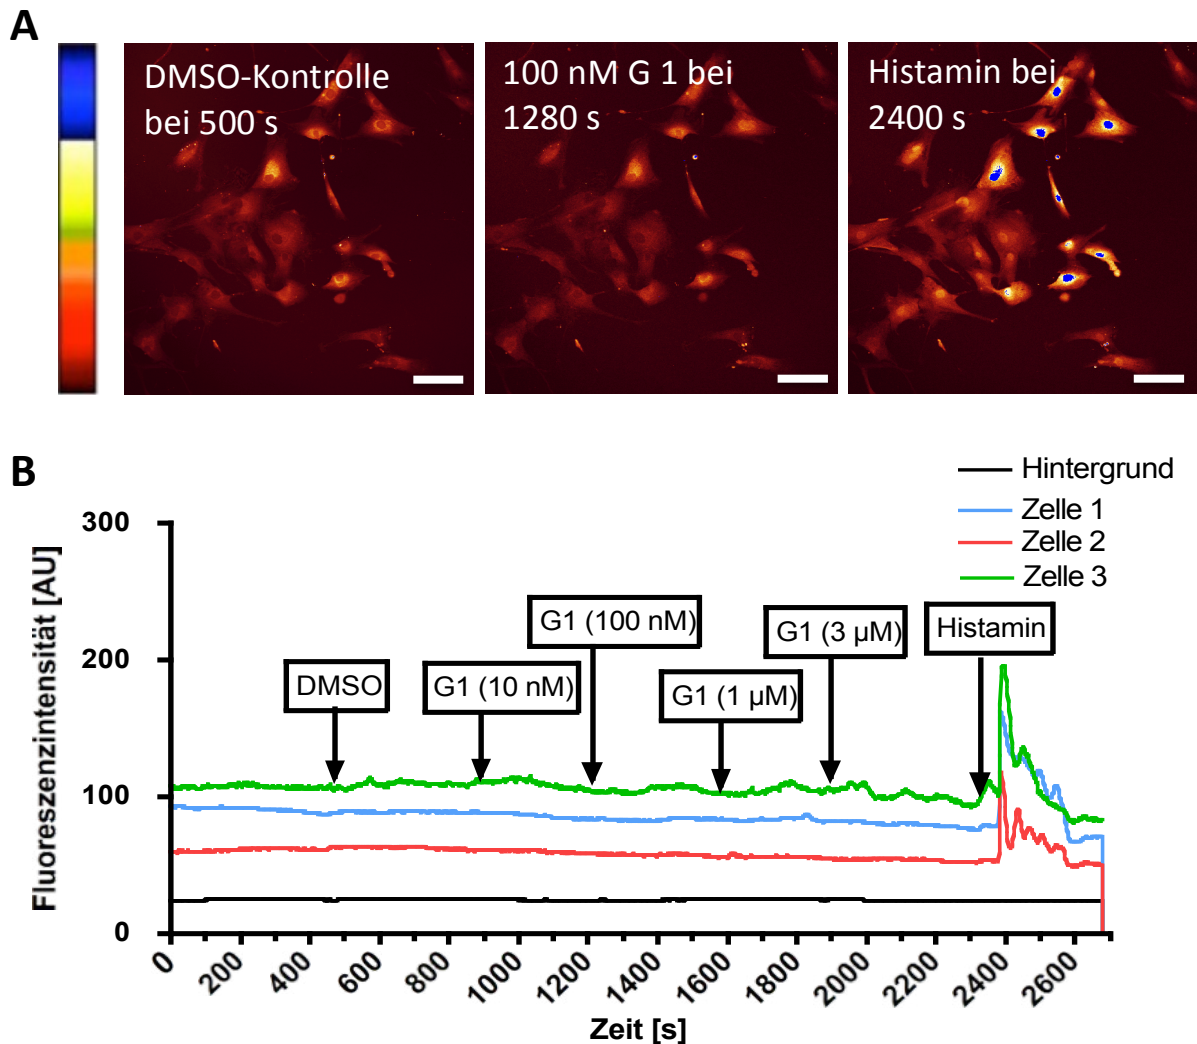 A
DMSO-Kontrolle
bei 500 s
100 nM G 1 bei
1280 s
Histamin bei
2400 s
B
Hintergrund
Zelle 1
Zelle 2
Zelle 3
Fluoreszenzintensität [AU]
300
200
100
0
DMSO
G1 (10 nM)
G1 (100 nM)
G1 (1 µM)
G1 (3 µM)
Histamin
0
200
400
600
800
1000
1200
1400
1600
1800
2000
2200
2400
2600
Zeit [s]